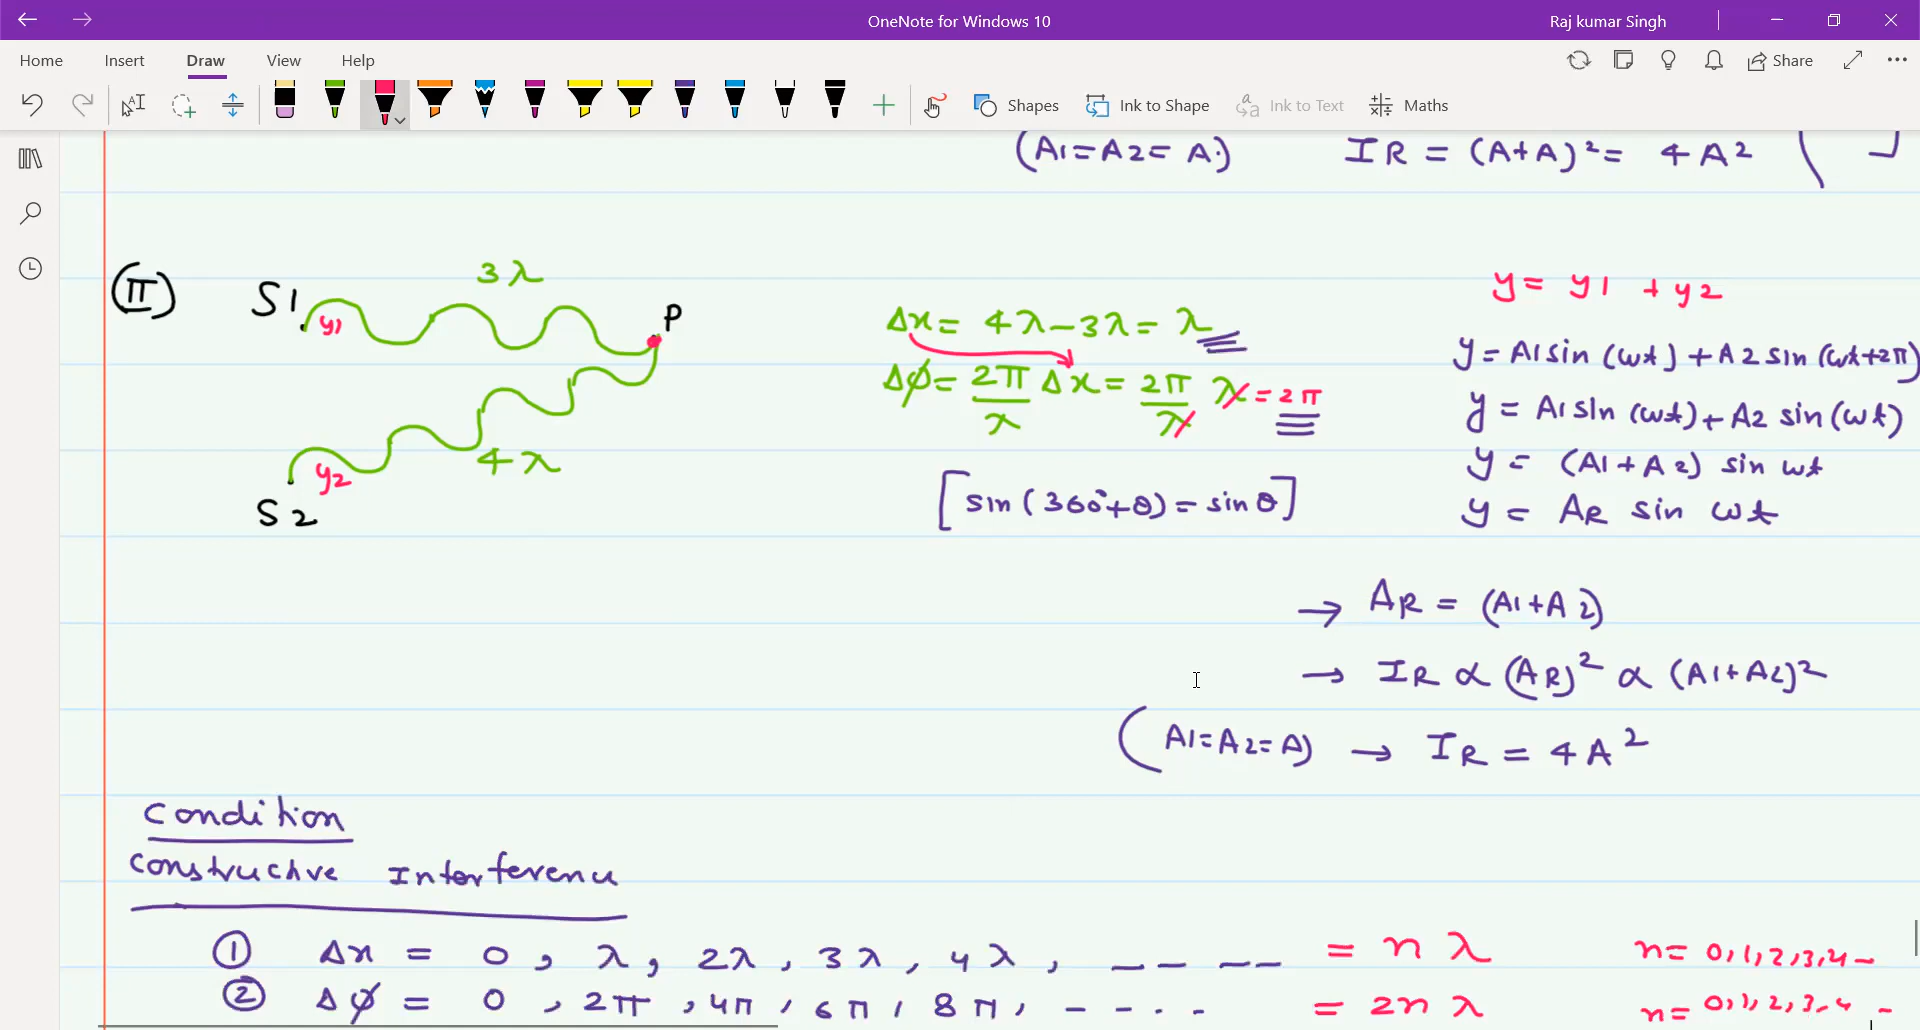 OneNote for Windows 10
Raj kumar Singh
Home Insert Draw View Help
Share
Shapes Ink to Shape Ink to Text Maths
(A1=A2= A.) IR = (A+A)²= 4A²
(II) S1 3λ P
y1
4λ
y2
S2
Δx= 4λ-3λ= λ
Δφ= 2π/λ Δx= 2π/λ λ = 2π
[sin(360°+θ)= sinθ]
y= y1 + y2
y= A1 sin (ωt) + A2 sin (ωt+2π)
y = A1 sin (ωt)+ A2 sin (ωt)
y = (A1+A2) sin ωt
y = AR sin ωt
→ AR = (A1+A2)
→ IR ∝ (AR)² ∝ (A1+A2)²
(A1=A2=A) → IR = 4A²
Condition
Constructive Interference
① Δx = 0, λ, 2λ, 3λ, 4λ, -- -- = nλ n= 0,1,2,3,4-
② Δφ = 0, 2π, 4π, 6π, 8π, - - . - = 2nλ n= 0,1,2,3-4 -